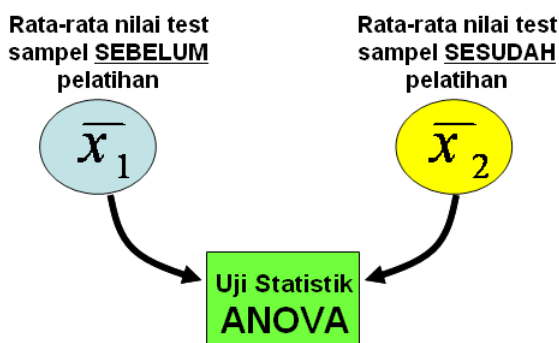 Rata-rata nilai test
sampel SEBELUM
pelatihan
Rata-rata nilai test
sampel SESUDAH
pelatihan
x̄ 1
x̄ 2
Uji Statistik
ANOVA